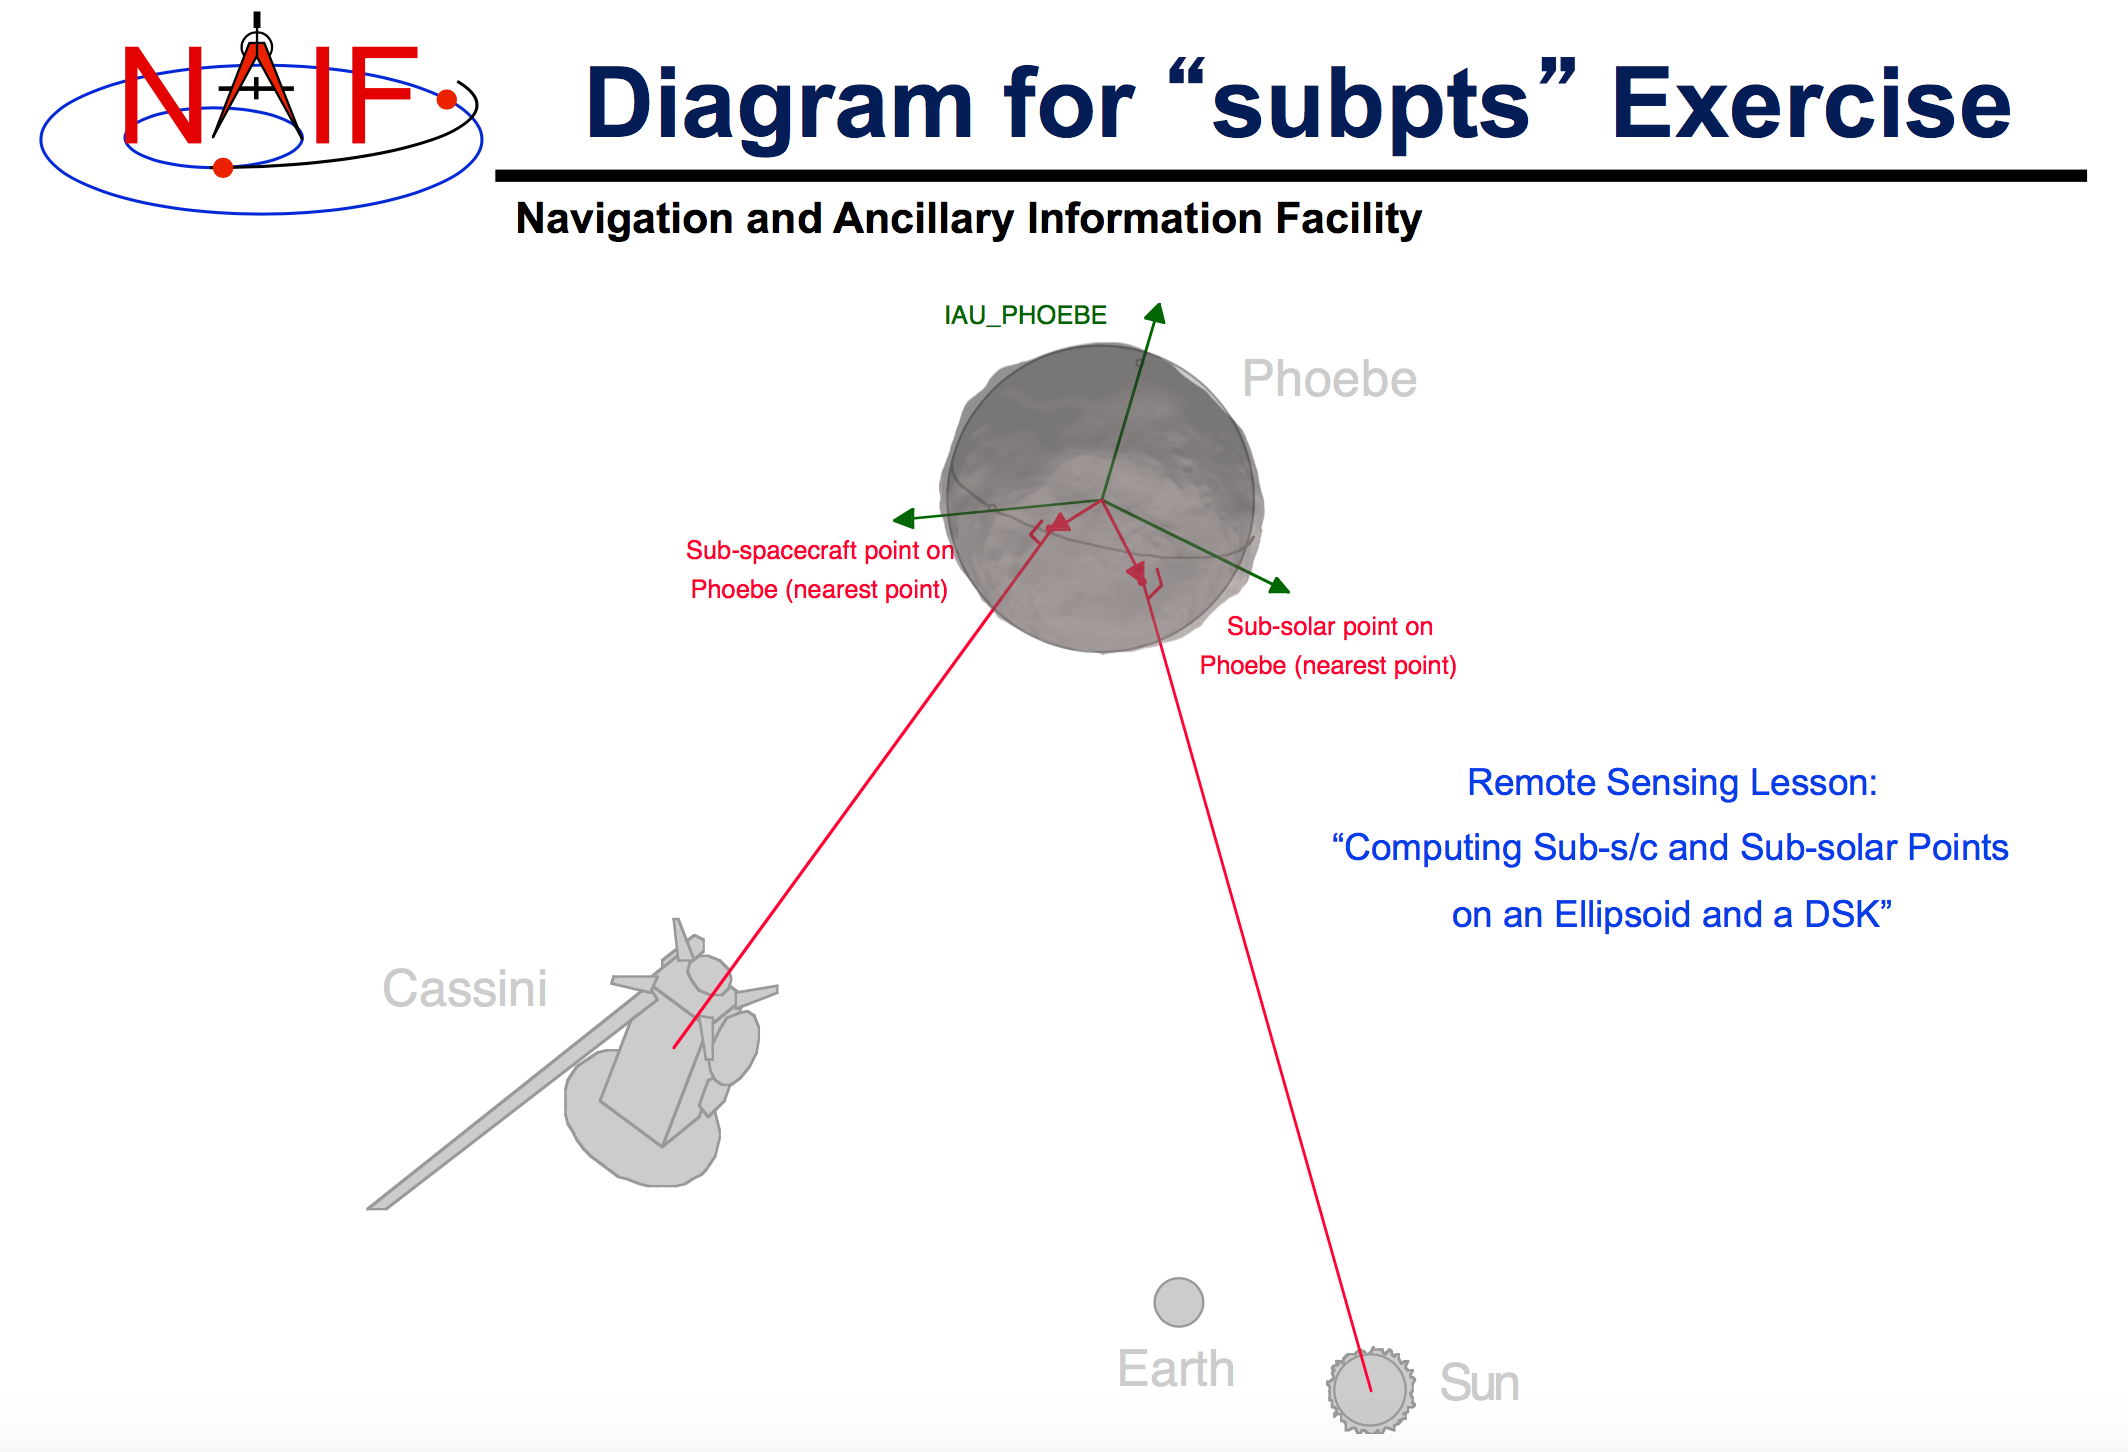 NAIF
Diagram for “subpts” Exercise
Navigation and Ancillary Information Facility
IAU_PHOEBE
Phoebe
Sub-spacecraft point on
Phoebe (nearest point)
Sub-solar point on
Phoebe (nearest point)
Remote Sensing Lesson:
“Computing Sub-s/c and Sub-solar Points
on an Ellipsoid and a DSK”
Cassini
Earth
Sun